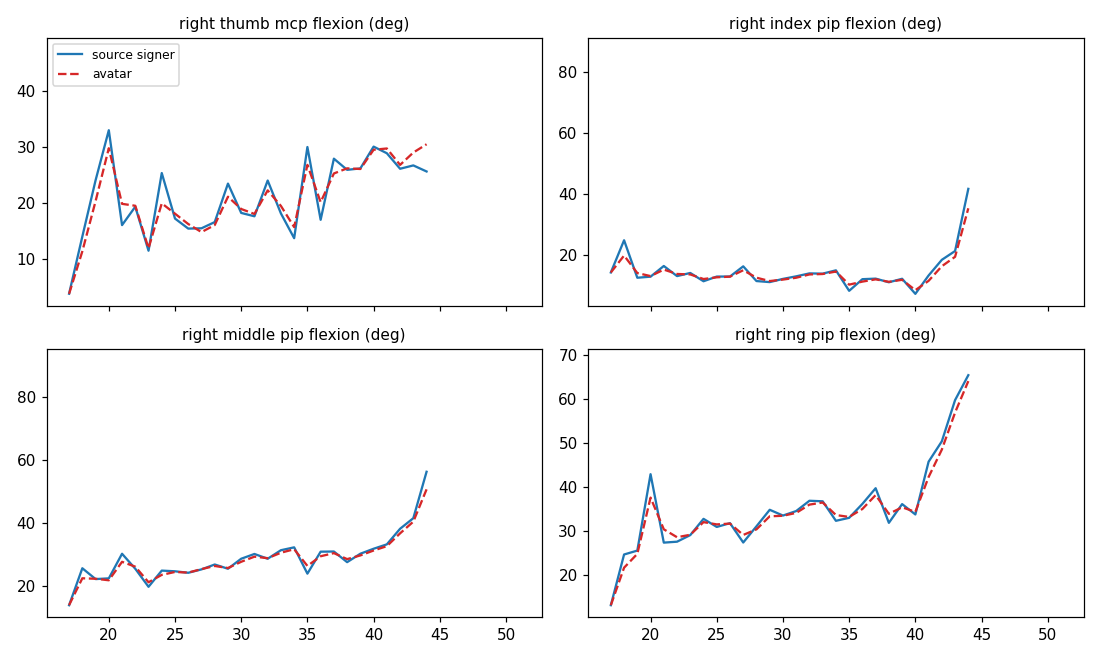 right thumb mcp flexion (deg)
source signer
avatar
40
30
20
10
right index pip flexion (deg)
80
60
40
20
right middle pip flexion (deg)
80
60
40
20
20 25 30 35 40 45 50
right ring pip flexion (deg)
70
60
50
40
30
20
20 25 30 35 40 45 50